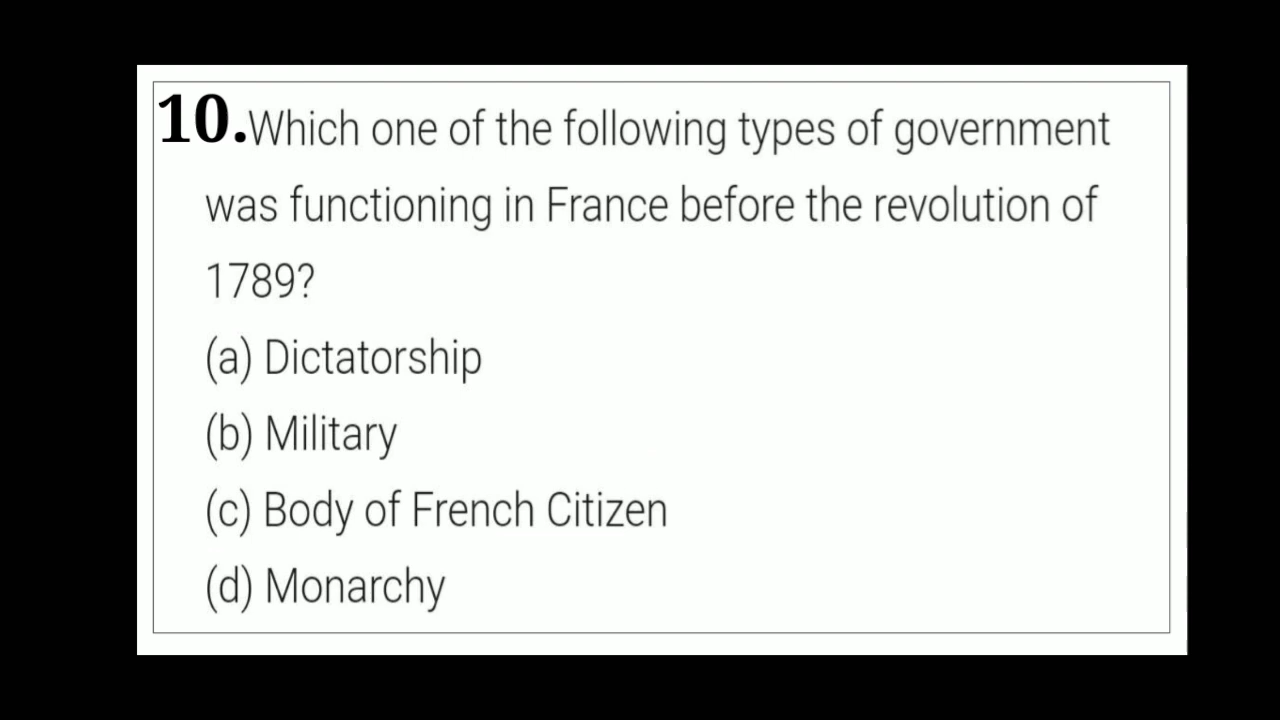 10.Which one of the following types of government
was functioning in France before the revolution of
1789?
(a) Dictatorship
(b) Military
(c) Body of French Citizen
(d) Monarchy